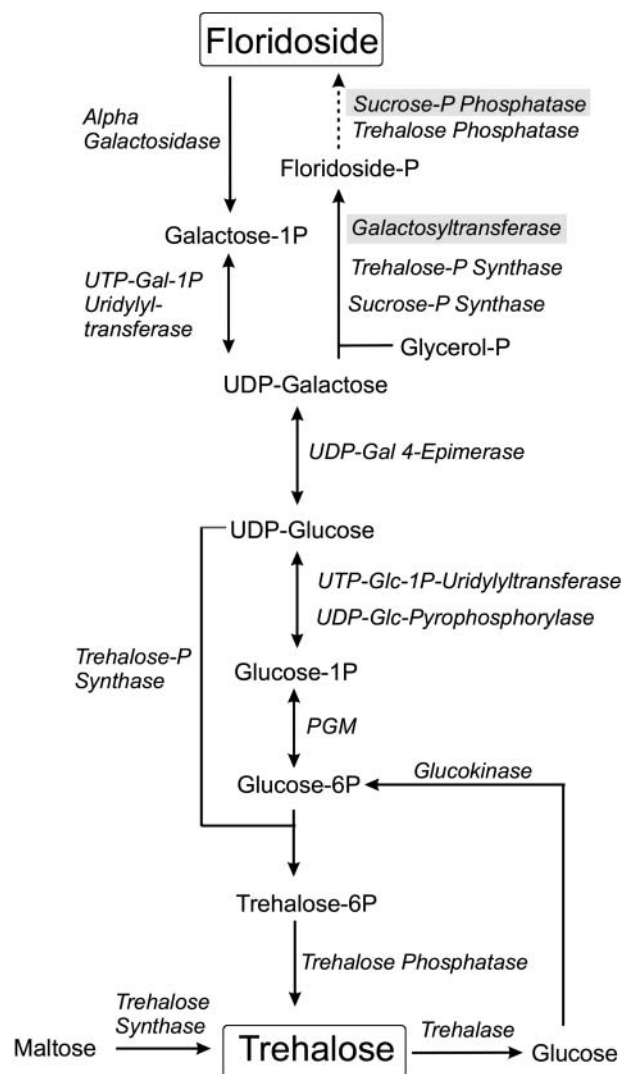 Floridoside
Alpha
Galactosidase
Sucrose-P Phosphatase
Trehalose Phosphatase
Floridoside-P
Galactose-1P
Galactosyltransferase
Trehalose-P Synthase
Sucrose-P Synthase
UTP-Gal-1P
Uridylyl-
transferase
Glycerol-P
UDP-Galactose
UDP-Gal 4-Epimerase
UDP-Glucose
UTP-Glc-1P-Uridylyltransferase
UDP-Glc-Pyrophosphorylase
Trehalose-P
Synthase
Glucose-1P
PGM
Glucose-6P
Glucokinase
Trehalose-6P
Trehalose Phosphatase
Maltose
Trehalose
Synthase
Trehalose
Trehalase
Glucose